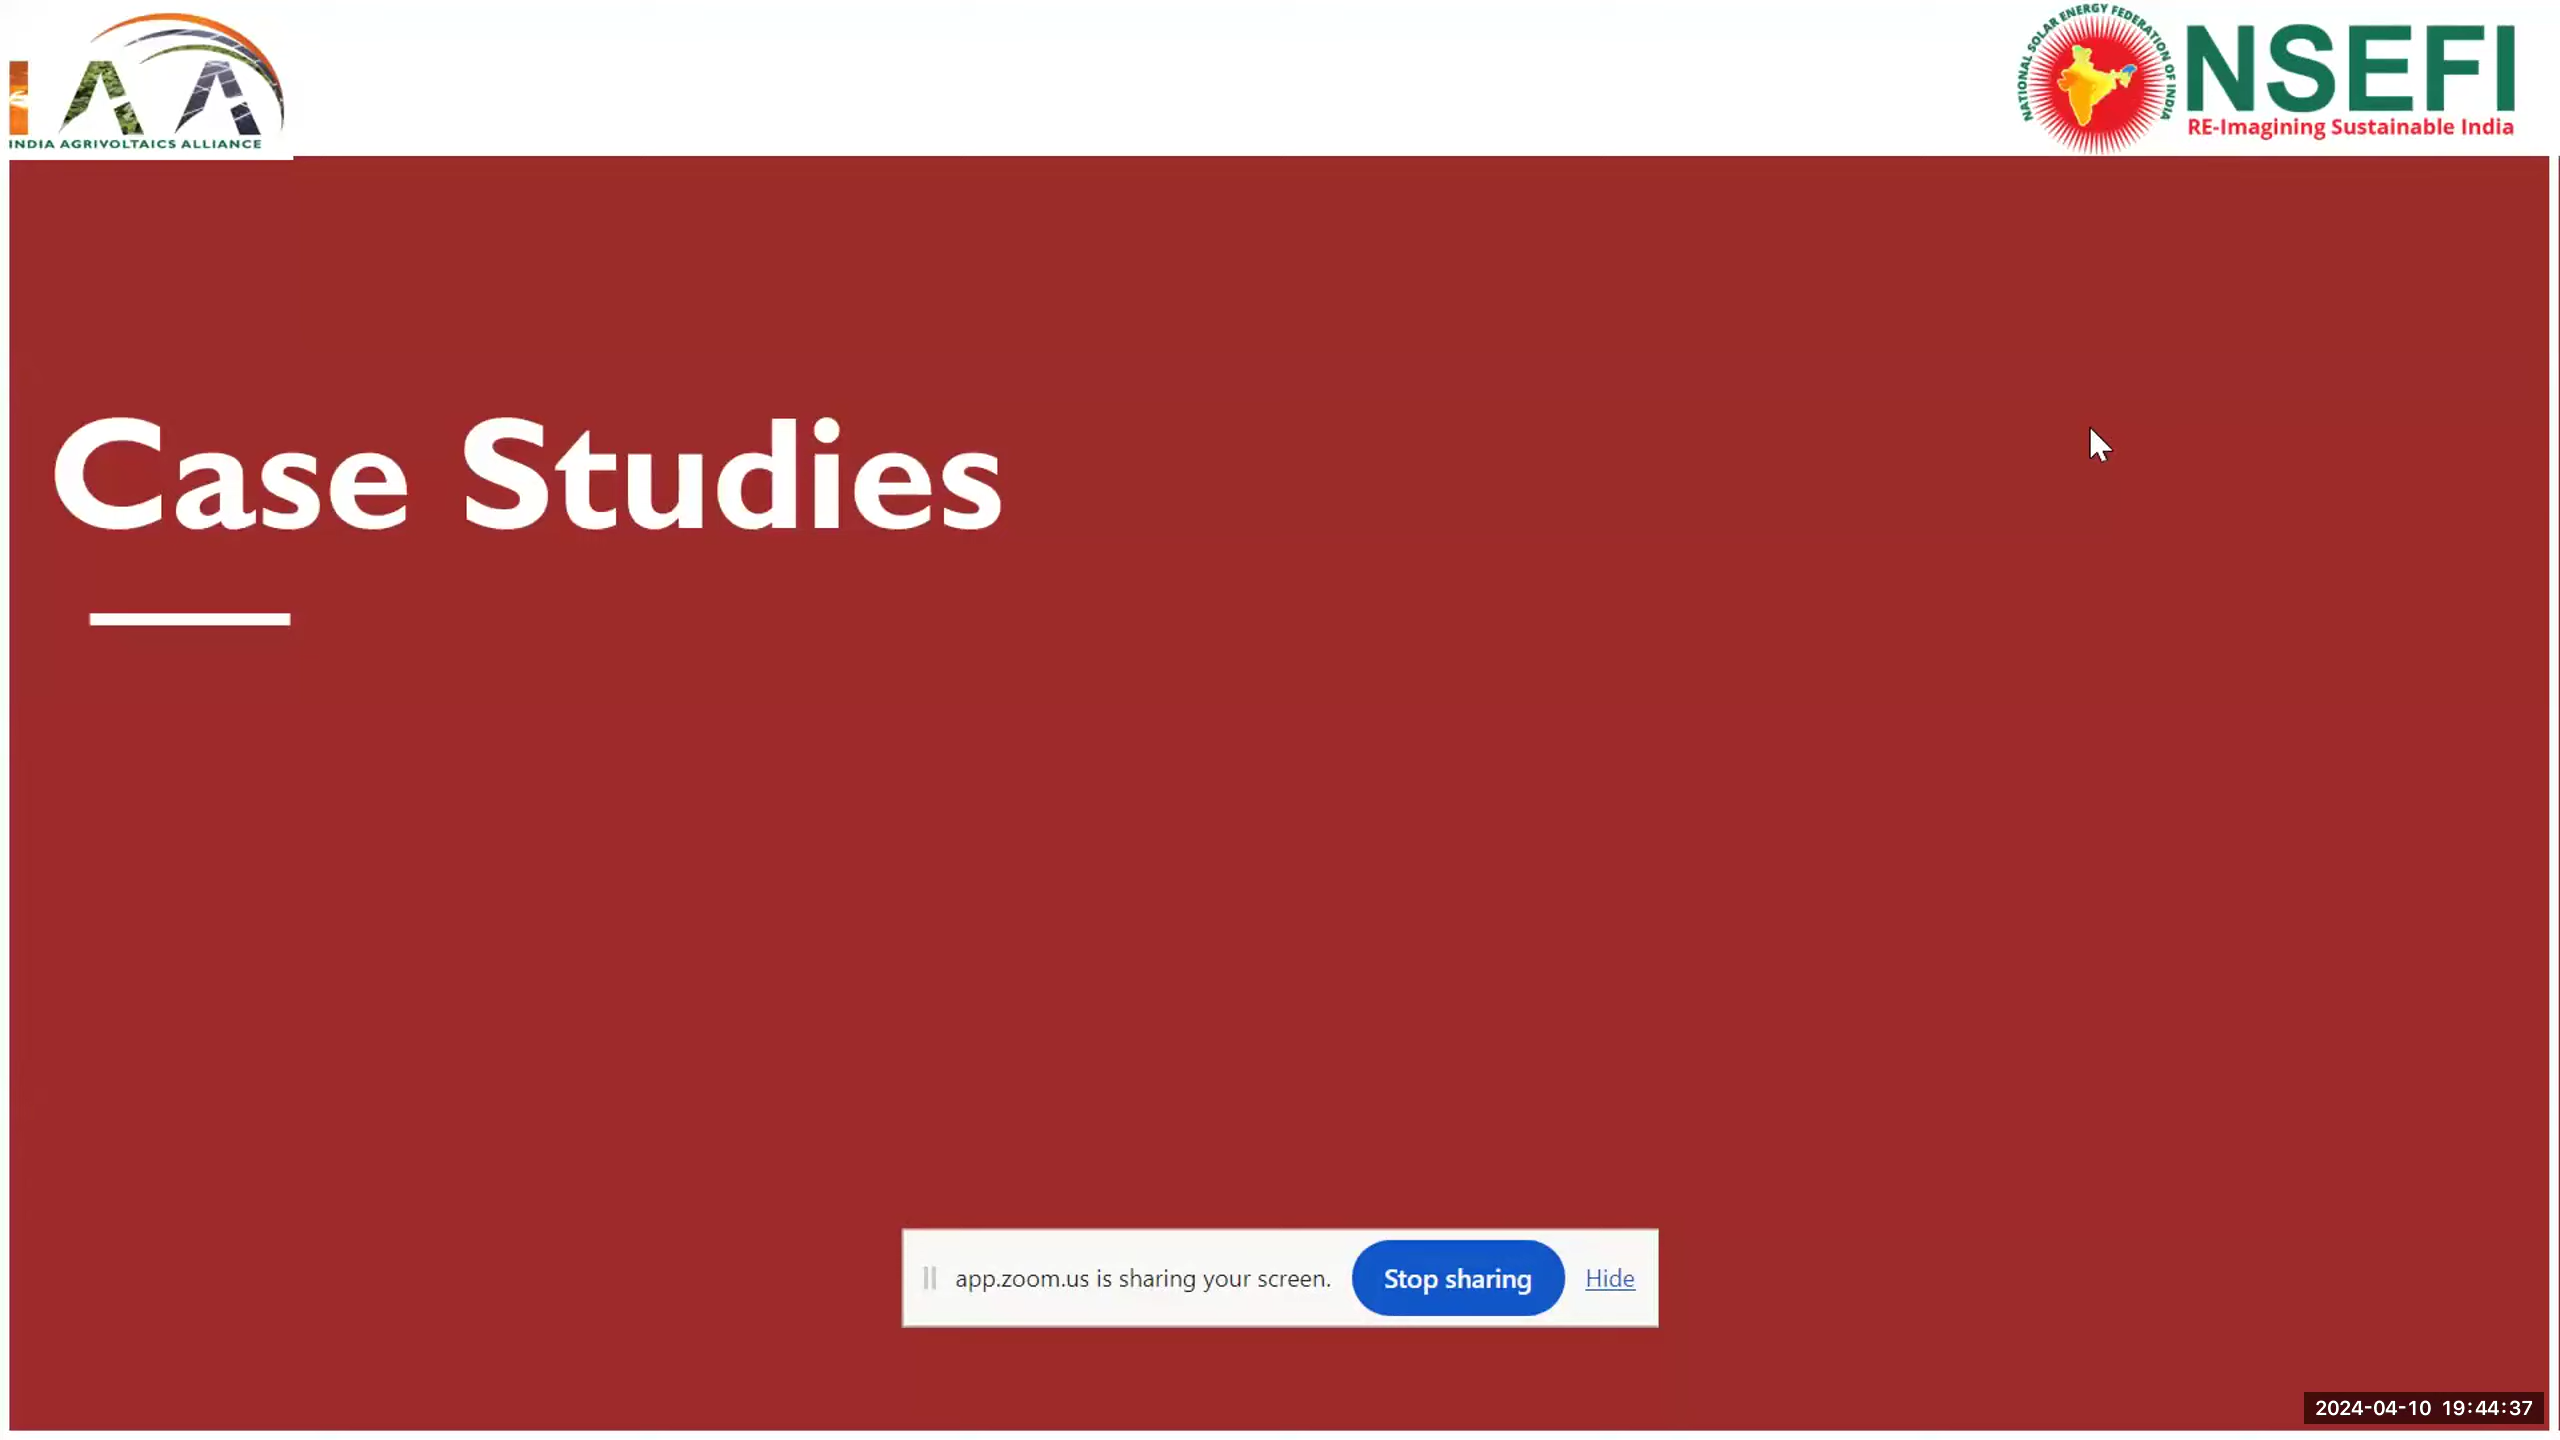 IAA
INDIA AGRIVOLTAICS ALLIANCE
NATIONAL SOLAR ENERGY FEDERATION OF INDIA
NSEFI
RE-Imagining Sustainable India
Case Studies
app.zoom.us is sharing your screen.
Stop sharing
Hide
2024-04-10 19:44:37